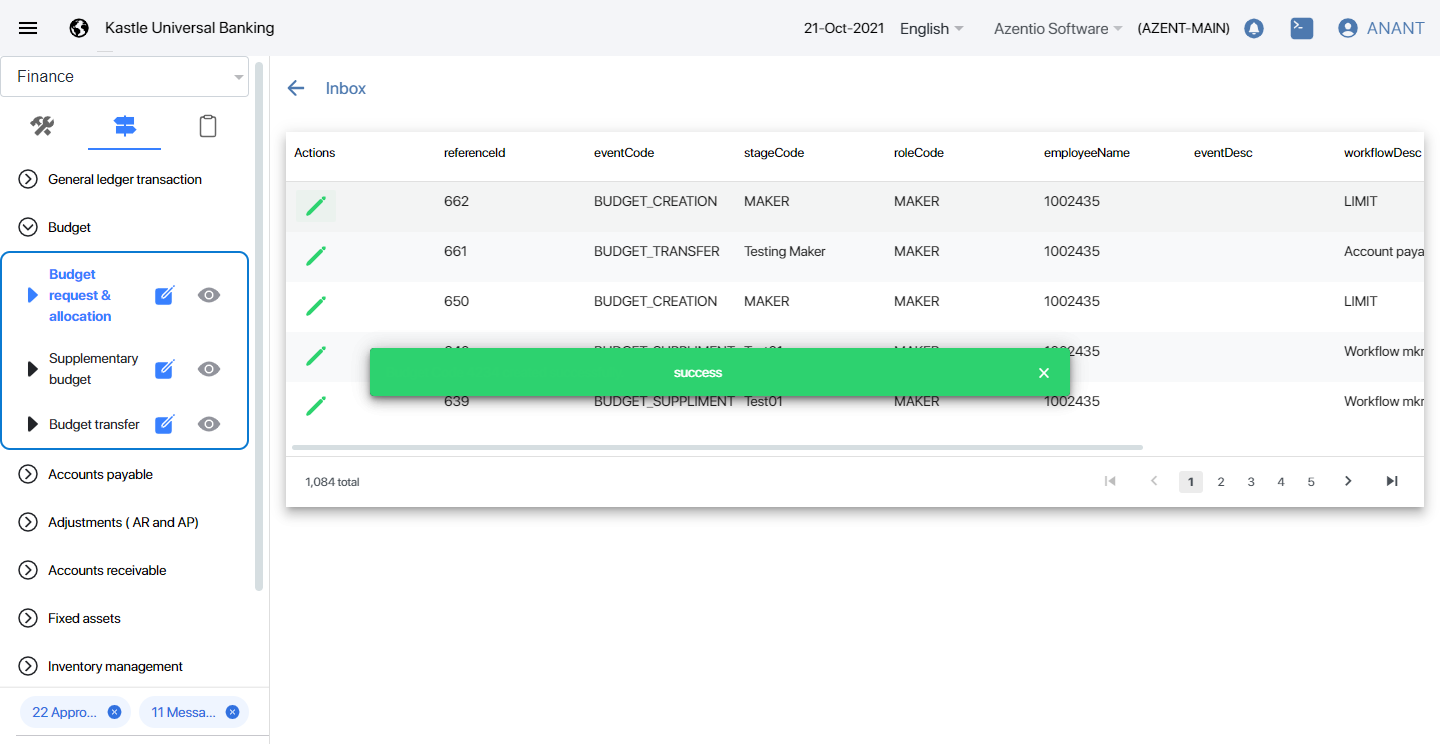 Kastle Universal Banking
21-Oct-2021
English
Azentio Software
(AZENT-MAIN)
ANANT
Finance
General ledger transaction
Budget
Budget
request &
allocation
Supplementary
budget
Budget transfer
Accounts payable
Adjustments ( AR and AP)
Accounts receivable
Fixed assets
Inventory management
22 Appro...
11 Messa...
Inbox
Actions referenceId eventCode stageCode roleCode employeeName eventDesc workflowDesc
662 BUDGET_CREATION MAKER MAKER 1002435 LIMIT
661 BUDGET_TRANSFER Testing Maker MAKER 1002435 Account paya
650 BUDGET_CREATION MAKER MAKER 1002435 LIMIT
BUDGET_SUPPLIMENT Test01 MAKER 1002435 Workflow mkr
success
639 BUDGET_SUPPLIMENT Test01 MAKER 1002435 Workflow mkr
1,084 total
1 2 3 4 5